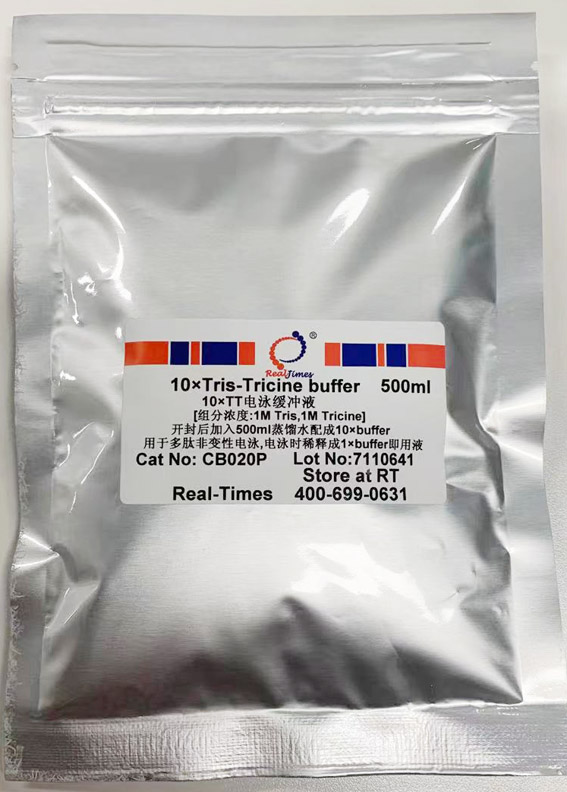 ®
RealTimes
10×Tris-Tricine buffer 500ml
10×TT电泳缓冲液
[组分浓度:1M Tris,1M Tricine]
开封后加入500ml蒸馏水配成10×buffer
用于多肽非变性电泳,电泳时稀释成1×buffer即用液
Cat No: CB020P Lot No:7110641
Store at RT
Real-Times 400-699-0631